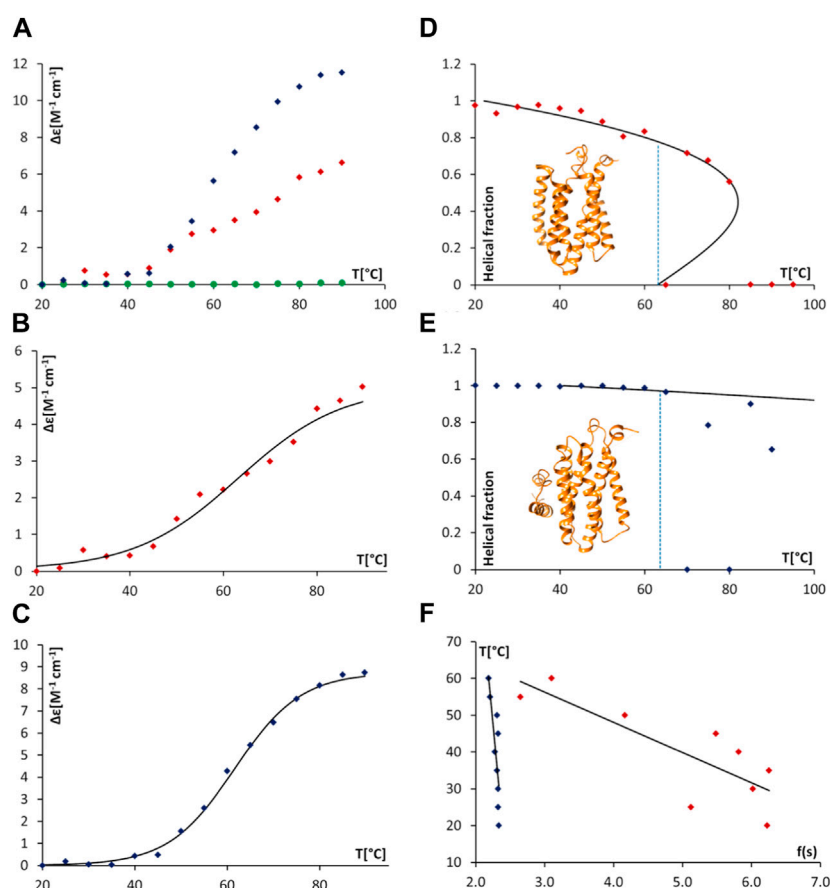 A
Δε[M⁻¹ cm⁻¹]
12
10
8
6
4
2
0
T[°C]
20 40 60 80 100
B
Δε[M⁻¹ cm⁻¹]
6
5
4
3
2
1
0
T[°C]
20 40 60 80
C
Δε[M⁻¹ cm⁻¹]
10
9
8
7
6
5
4
3
2
1
0
T[°C]
20 40 60 80
D
1.2
1
0.8
0.6
0.4
0.2
0
Helical fraction
T[°C]
20 40 60 80 100
E
1.2
1
0.8
0.6
0.4
0.2
0
Helical fraction
T[°C]
20 40 60 80 100
F
T[°C]
70
60
50
40
30
20
10
f(s)
2.0 3.0 4.0 5.0 6.0 7.0